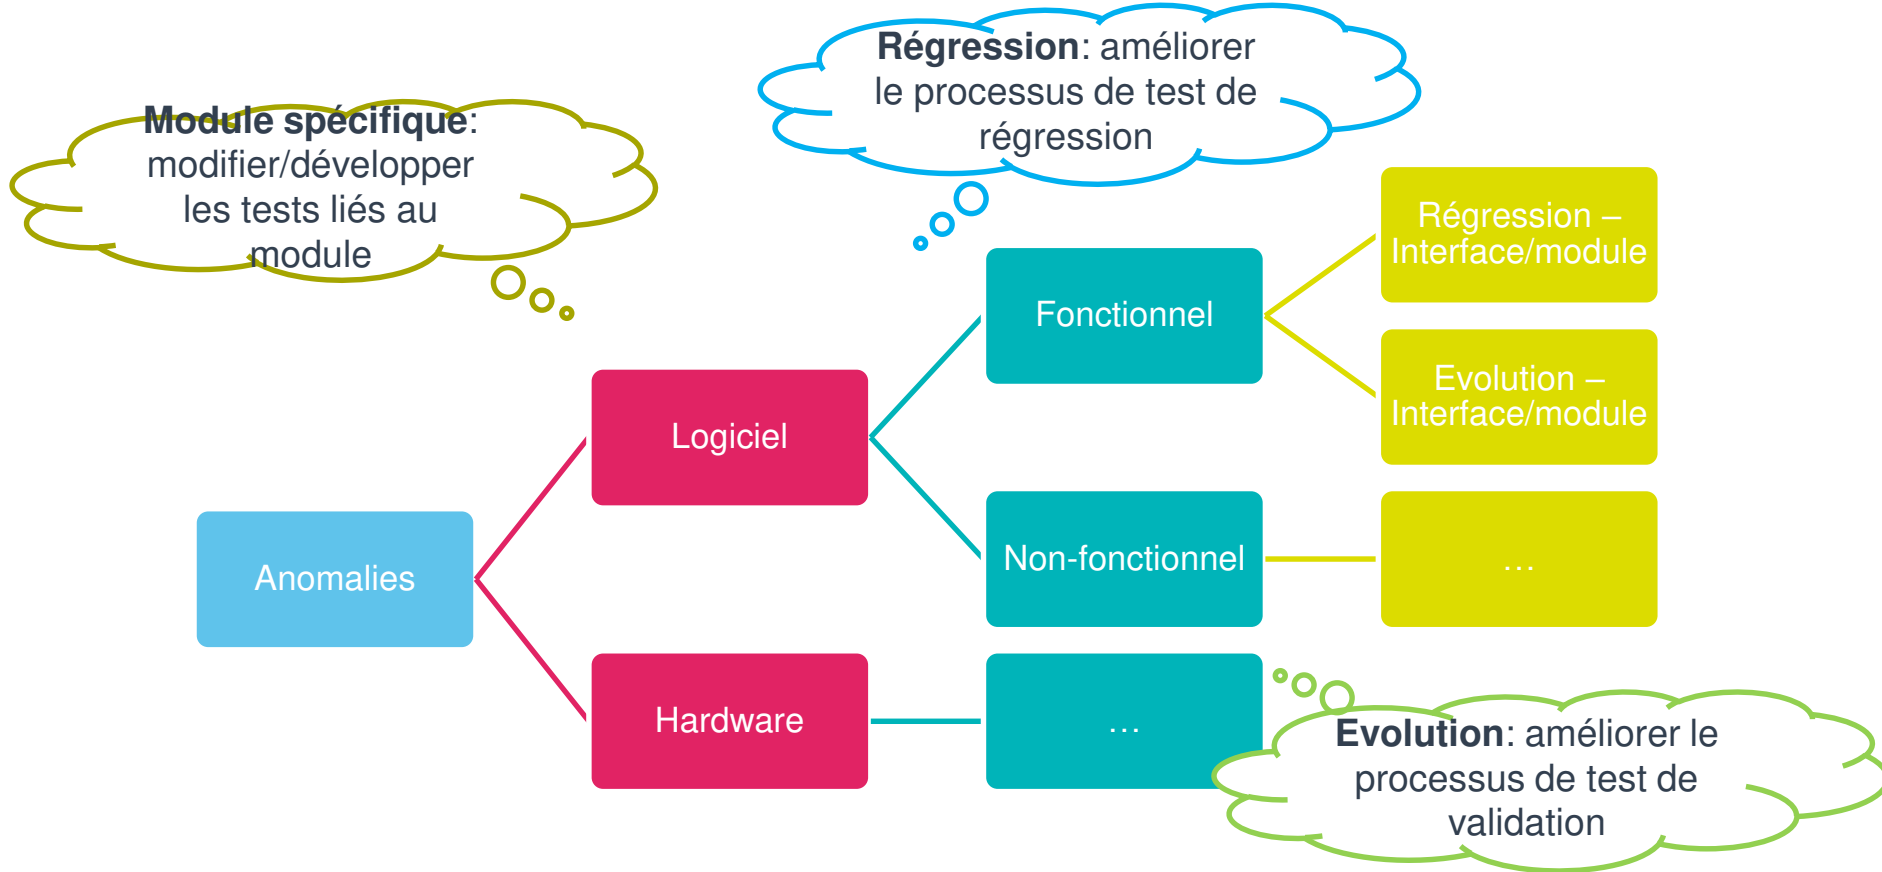 Régression: améliorer
le processus de test de
régression
Module spécifique:
modifier/développer
les tests liés au
module
Régression –
Interface/module
Fonctionnel
Evolution –
Interface/module
Logiciel
Non-fonctionnel
…
Anomalies
Hardware
…
Evolution: améliorer le
processus de test de
validation